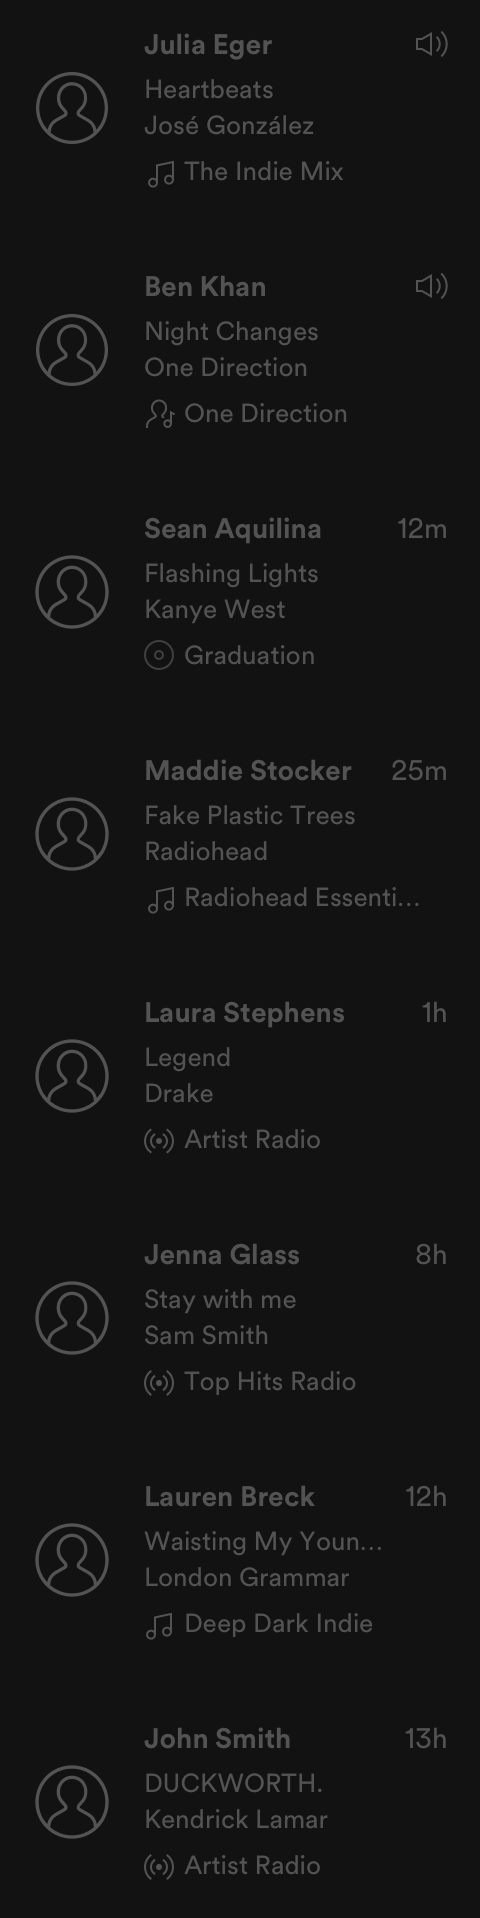 Julia Eger
Heartbeats
José González
The Indie Mix
Ben Khan
Night Changes
One Direction
One Direction
Sean Aquilina 12m
Flashing Lights
Kanye West
Graduation
Maddie Stocker 25m
Fake Plastic Trees
Radiohead
Radiohead Essenti...
Laura Stephens 1h
Legend
Drake
Artist Radio
Jenna Glass 8h
Stay with me
Sam Smith
Top Hits Radio
Lauren Breck 12h
Waisting My Youn...
London Grammar
Deep Dark Indie
John Smith 13h
DUCKWORTH.
Kendrick Lamar
Artist Radio